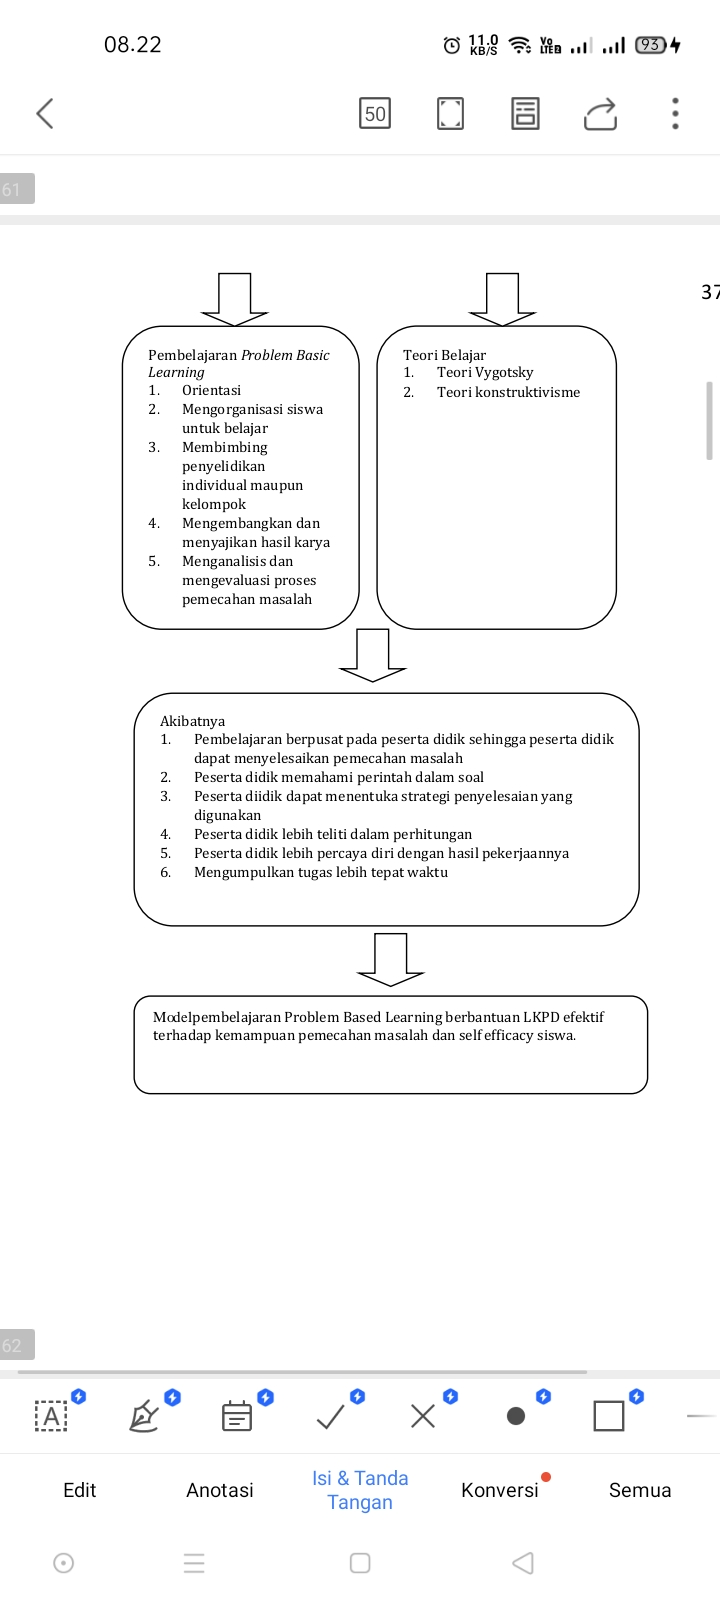 08.22
11.0
KB/S
Vo
LTE2
93
50
61
37
Pembelajaran Problem Basic
Learning
1. Orientasi
2. Mengorganisasi siswa
untuk belajar
3. Membimbing
penyelidikan
individual maupun
kelompok
4. Mengembangkan dan
menyajikan hasil karya
5. Menganalisis dan
mengevaluasi proses
pemecahan masalah
Teori Belajar
1. Teori Vygotsky
2. Teori konstruktivisme
Akibatnya
1. Pembelajaran berpusat pada peserta didik sehingga peserta didik
dapat menyelesaikan pemecahan masalah
2. Peserta didik memahami perintah dalam soal
3. Peserta diidik dapat menentuka strategi penyelesaian yang
digunakan
4. Peserta didik lebih teliti dalam perhitungan
5. Peserta didik lebih percaya diri dengan hasil pekerjaannya
6. Mengumpulkan tugas lebih tepat waktu
Modelpembelajaran Problem Based Learning berbantuan LKPD efektif
terhadap kemampuan pemecahan masalah dan self efficacy siswa.
62
A
Edit
Anotasi
Isi & Tanda
Tangan
Konversi
Semua